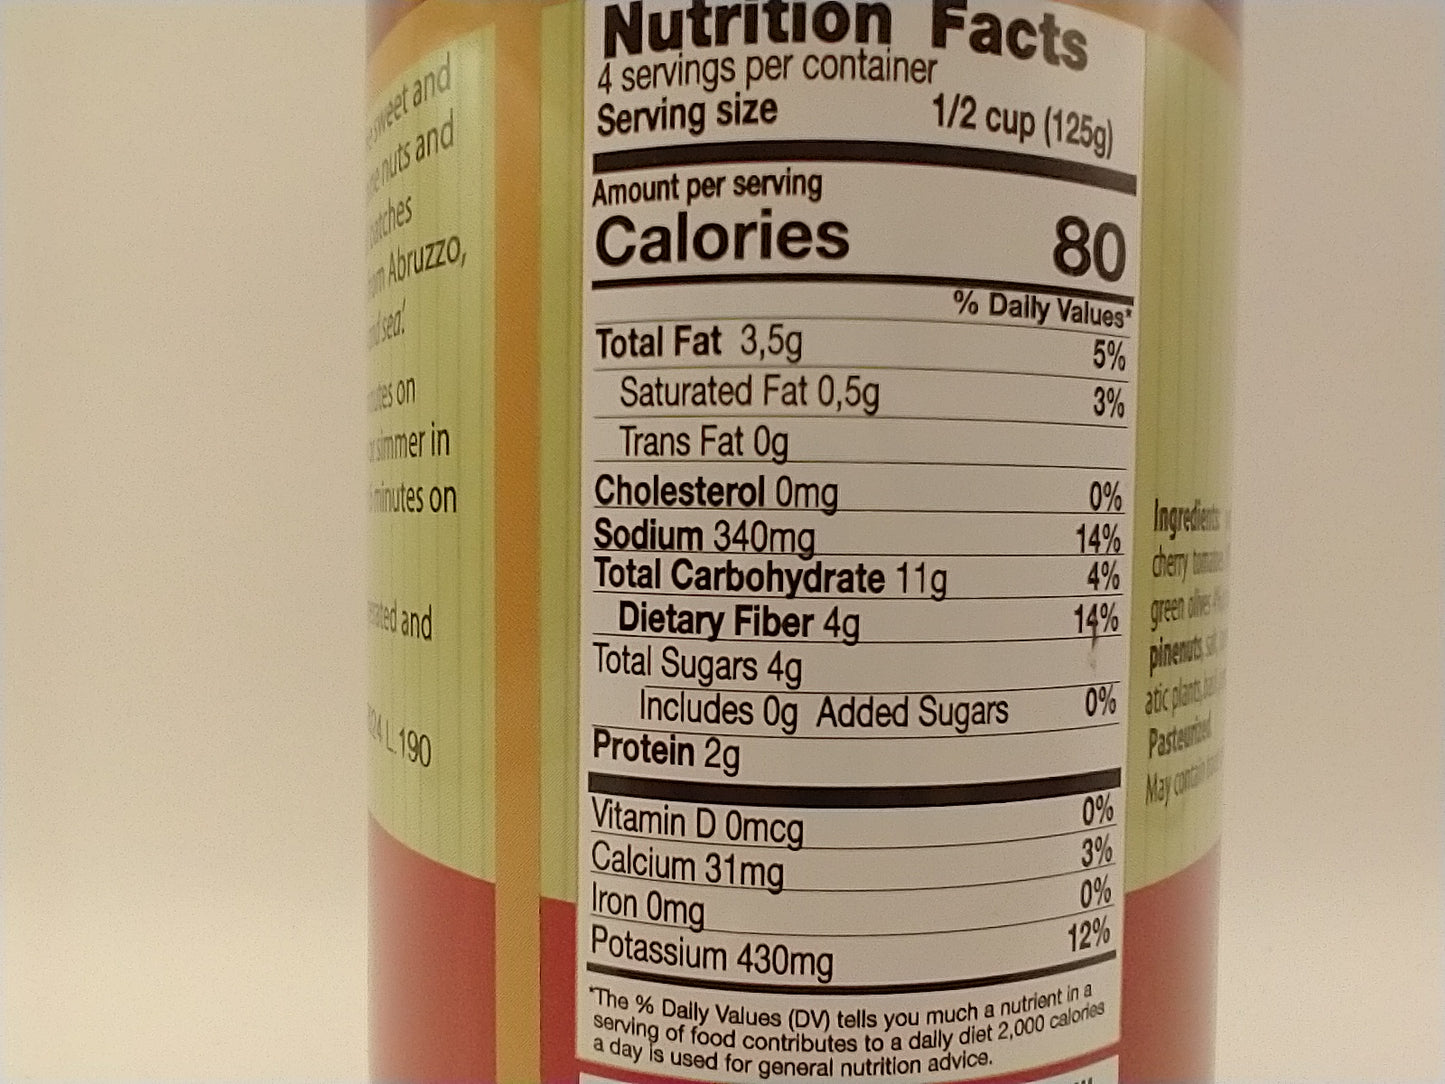 sweet and
nuts and
Abruzzo,
on
simmer in
minutes on
and
L.190
Nutrition Facts
4 servings per container
Serving size 1/2 cup (125g)
Amount per serving
Calories 80
% Daily Values*
Total Fat 3,5g 5%
Saturated Fat 0,5g 3%
Trans Fat 0g
Cholesterol 0mg 0%
Sodium 340mg 14%
Total Carbohydrate 11g 4%
Dietary Fiber 4g 14%
Total Sugars 4g
Includes 0g Added Sugars 0%
Protein 2g
Vitamin D 0mcg 0%
Calcium 31mg 3%
Iron 0mg 0%
Potassium 430mg 12%
*The % Daily Values (DV) tells you much a nutrient in a
serving of food contributes to a daily diet 2,000 calories
a day is used for general nutrition advice.
Ingredients:
cherry
green olives
pinenuts,
atic plants,
Pasteurized.
May contain